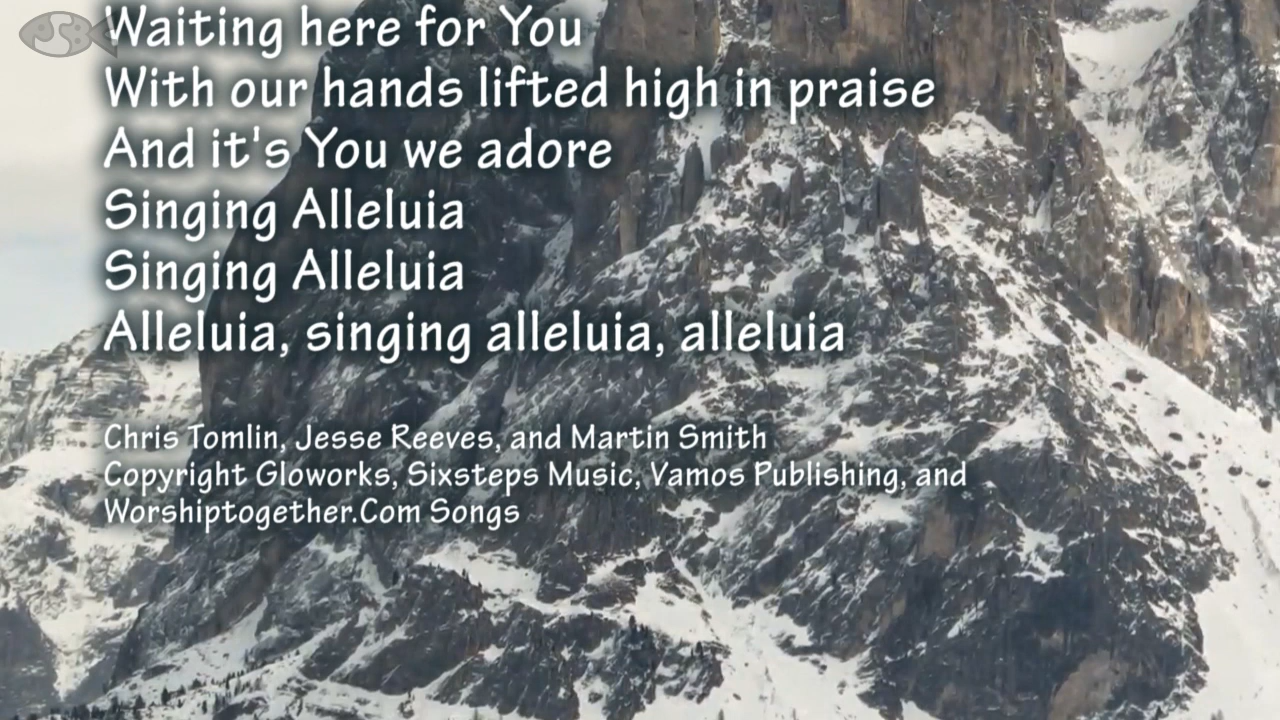 Waiting here for You
With our hands lifted high in praise
And it's You we adore
Singing Alleluia
Singing Alleluia
Alleluia, singing alleluia, alleluia
Chris Tomlin, Jesse Reeves, and Martin Smith
Copyright Gloworks, Sixsteps Music, Vamos Publishing, and
Worshiptogether.Com Songs